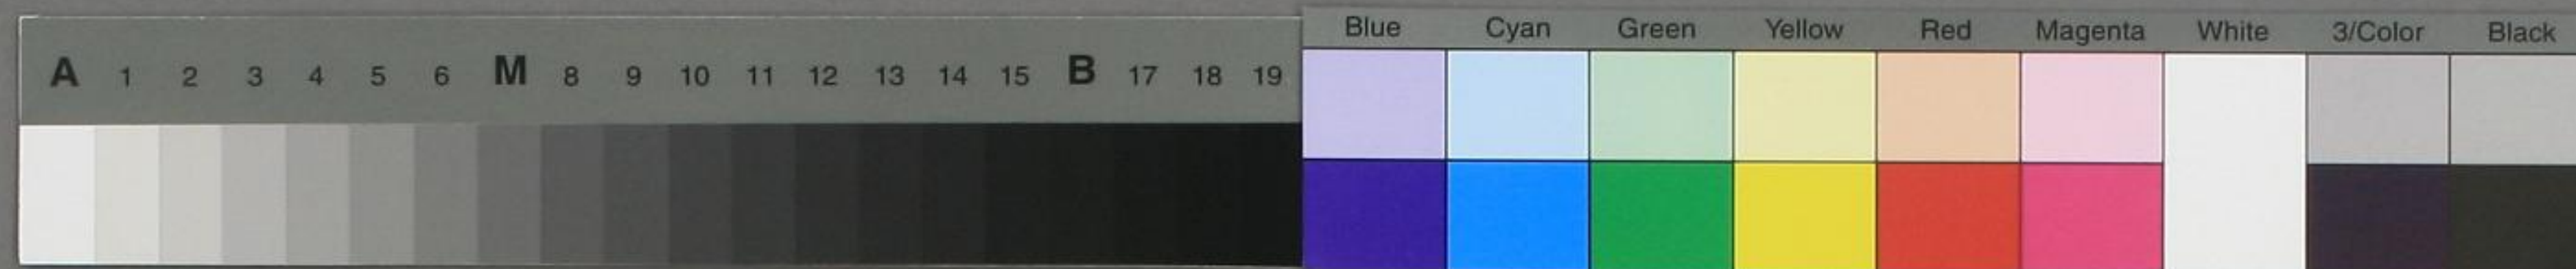 A 1 2 3 4 5 6 M 8 9 10 11 12 13 14 15 B 17 18 19
Blue Cyan Green Yellow Red Magenta White 3/Color Black